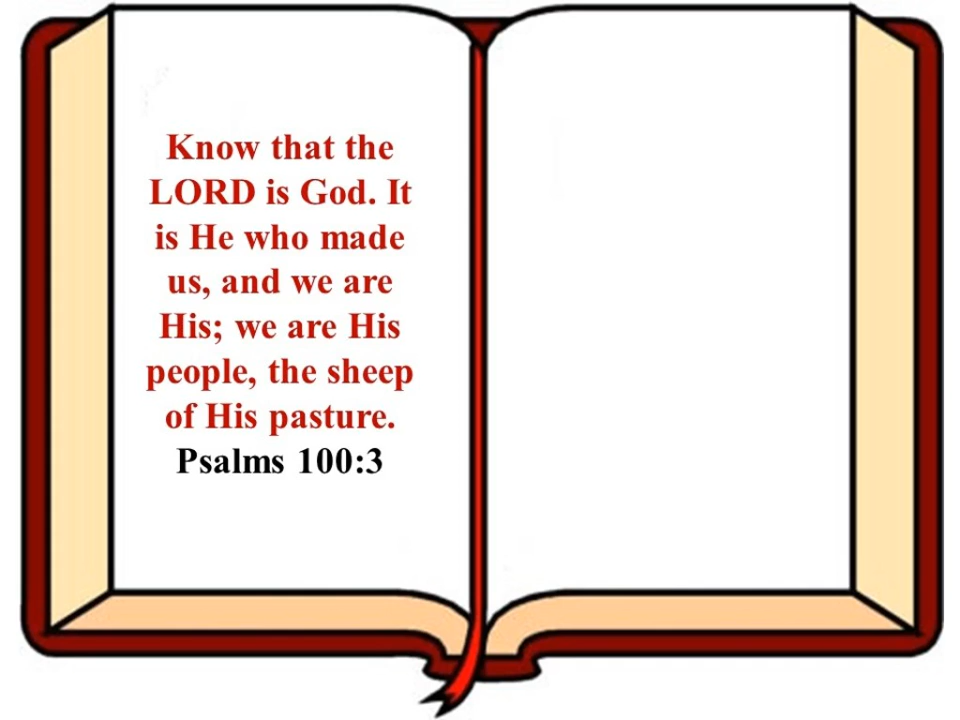 Know that the
LORD is God. It
is He who made
us, and we are
His; we are His
people, the sheep
of His pasture.
Psalms 100:3